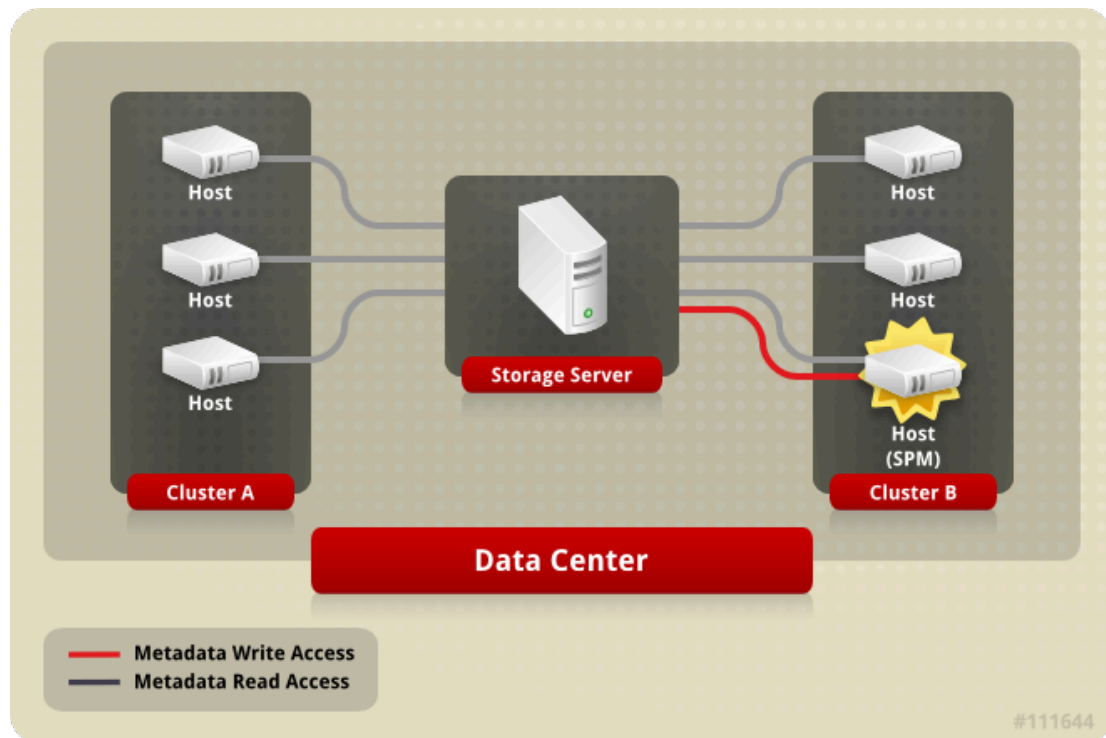 Host
Host
Host
Cluster A
Storage Server
Host
Host
Host
(SPM)
Cluster B
Data Center
Metadata Write Access
Metadata Read Access
#111644